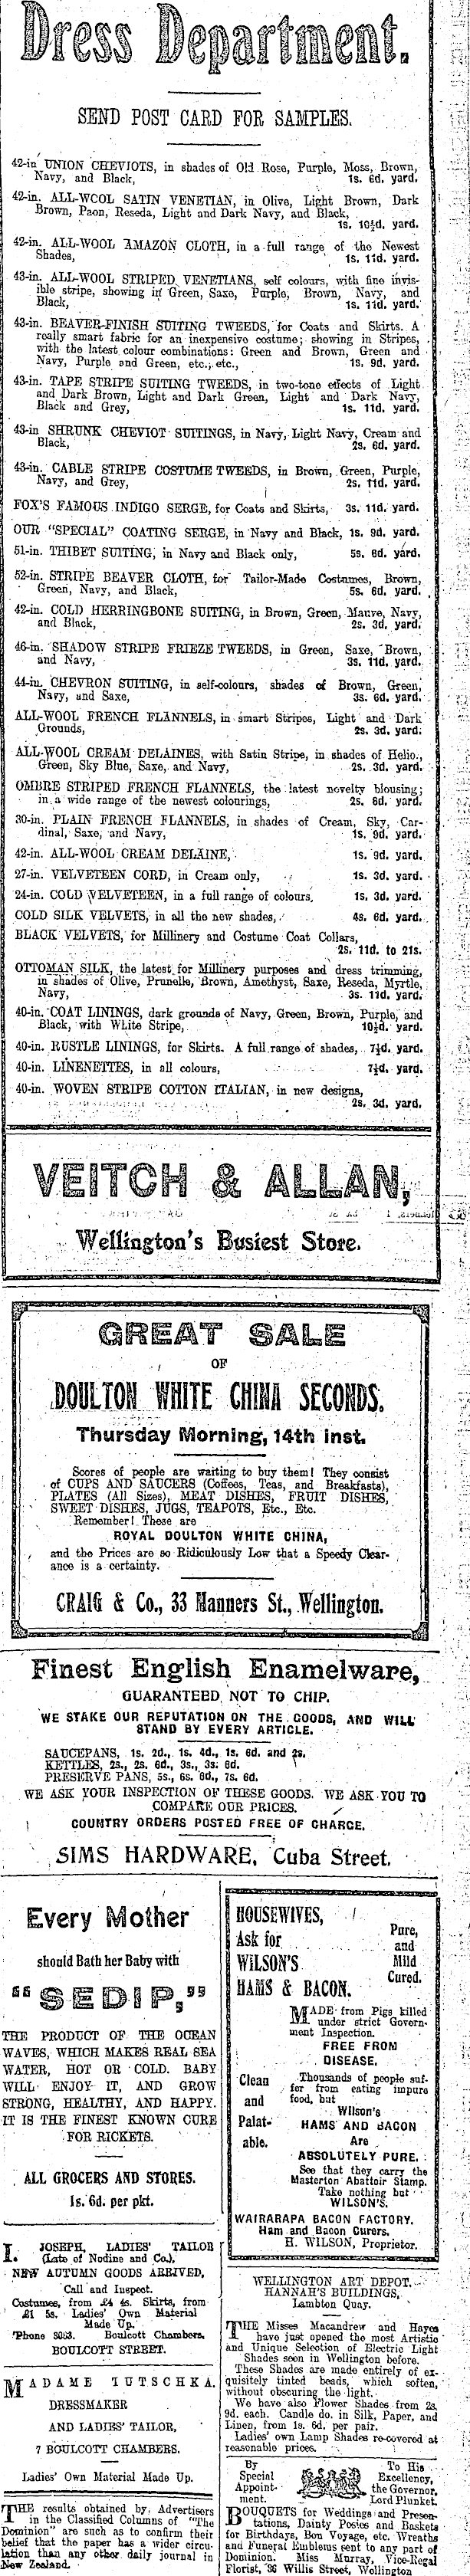 Dress Department.
SEND POST CARD FOR SAMPLES.
42-in UNION CHEVIOTS, in shades of Old Rose, Purple, Moss, Brown,
Navy, and Black, 1s. 6d. yard.
42-in. ALL-WOOL SATIN VENETIAN, in Olive, Light Brown, Dark
Brown, Paon, Reseda, Light and Dark Navy, and Black,
1s. 10½d. yard.
42-in. ALL-WOOL AMAZON CLOTH, in a full range of the Newest
Shades, 1s. 11d. yard.
43-in. ALL-WOOL STRIPED VENETIANS, self colours, with fine invis-
ible stripe, showing in Green, Saxe, Purple, Brown, Navy, and
Black, 1s. 11d. yard.
43-in. BEAVER-FINISH SUITING TWEEDS, for Coats and Skirts. A
really smart fabric for an inexpensive costume; showing in Stripes,
with the latest colour combinations: Green and Brown, Green and
Navy, Purple and Green, etc., etc., 1s. 9d. yard.
43-in. TAPE STRIPE SUITING TWEEDS, in two-tone effects of Light
and Dark Brown, Light and Dark Green, Light and Dark Navy,
Black and Grey, 1s. 11d. yard.
43-in SHRUNK CHEVIOT SUITINGS, in Navy, Light Navy, Cream and
Black, 2s. 6d. yard.
43-in. CABLE STRIPE COSTUME TWEEDS, in Brown, Green, Purple,
Navy, and Grey, 2s. 11d. yard.
FOX'S FAMOUS INDIGO SERGE, for Coats and Skirts, 3s. 11d. yard.
OUR "SPECIAL" COATING SERGE, in Navy and Black, 1s. 9d. yard.
51-in. THIBET SUITING, in Navy and Black only, 5s. 6d. yard.
52-in. STRIPE BEAVER CLOTH, for Tailor-Made Costumes, Brown,
Green, Navy, and Black, 5s. 6d. yard.
42-in. COLD HERRINGBONE SUITING, in Brown, Green, Mauve, Navy,
and Black, 2s. 3d. yard.
46-in. SHADOW STRIPE FRIEZE TWEEDS, in Green, Saxe, Brown,
and Navy, 3s. 11d. yard.
44-in. CHEVRON SUITING, in self-colours, shades of Brown, Green,
Navy, and Saxe, 3s. 6d. yard.
ALL-WOOL FRENCH FLANNELS, in smart Stripes, Light and Dark
Grounds, 2s. 3d. yard.
ALL-WOOL CREAM DELAINES, with Satin Stripe, in shades of Helio.,
Green, Sky Blue, Saxe, and Navy, 2s. 3d. yard.
OMBRE STRIPED FRENCH FLANNELS, the latest novelty blousing;
in a wide range of the newest colourings, 2s. 6d. yard.
30-in. PLAIN FRENCH FLANNELS, in shades of Cream, Sky, Car-
dinal, Saxe, and Navy, 1s. 9d. yard.
42-in. ALL-WOOL CREAM DELAINE, 1s. 9d. yard.
27-in. VELVETEEN CORD, in Cream only, 1s. 3d. yard.
24-in. COLD VELVETEEN, in a full range of colours, 1s. 3d. yard.
COLD SILK VELVETS, in all the new shades, 4s. 6d. yard.
BLACK VELVETS, for Millinery and Costume Coat Collars,
2s. 11d. to 21s.
OTTOMAN SILK, the latest for Millinery purposes and dress trimming,
in shades of Olive, Prunelle, Brown, Amethyst, Saxe, Reseda, Myrtle,
Navy, 3s. 11d. yard.
40-in. COAT LININGS, dark grounds of Navy, Green, Brown, Purple, and
Black, with White Stripe, 10½d. yard.
40-in. RUSTLE LININGS, for Skirts. A full range of shades, 7½d. yard.
40-in. LINENETTES, in all colours, 7½d. yard.
40-in. WOVEN STRIPE COTTON ITALIAN, in new designs,
2s. 3d. yard.
VEITCH & ALLAN,
Wellington's Busiest Store.
GREAT SALE
OF
DOULTON WHITE CHINA SECONDS.
Thursday Morning, 14th inst.
Scores of people are waiting to buy them! They consist
of CUPS AND SAUCERS (Coffees, Teas, and Breakfasts),
PLATES (All Sizes), MEAT DISHES, FRUIT DISHES,
SWEET DISHES, JUGS, TEAPOTS, Etc., Etc.
Remember! These are
ROYAL DOULTON WHITE CHINA,
and the Prices are so Ridiculously Low that a Speedy Clear-
ance is a certainty.
CRAIG & Co., 33 Manners St., Wellington.
Finest English Enamelware,
GUARANTEED NOT TO CHIP.
WE STAKE OUR REPUTATION ON THE GOODS, AND WILL
STAND BY EVERY ARTICLE.
SAUCEPANS, 1s. 2d., 1s. 4d., 1s. 6d. and 2s.
KETTLES, 2s., 2s. 6d., 3s., 3s. 6d.
PRESERVE PANS, 5s., 6s. 6d., 7s. 6d.
WE ASK YOUR INSPECTION OF THESE GOODS. WE ASK YOU TO
COMPARE OUR PRICES.
COUNTRY ORDERS POSTED FREE OF CHARGE.
SIMS HARDWARE, Cuba Street.
Every Mother
should Bath her Baby with
"SEDIP,"
THE PRODUCT OF THE OCEAN
WAVES, WHICH MAKES REAL SEA
WATER, HOT OR COLD. BABY
WILL ENJOY IT, AND GROW
STRONG, HEALTHY, AND HAPPY.
IT IS THE FINEST KNOWN CURE
FOR RICKETS.
ALL GROCERS AND STORES.
1s. 6d. per pkt.
I. JOSEPH, LADIES' TAILOR
(Late of Nodine and Co.),
NEW AUTUMN GOODS ARRIVED,
Call and Inspect.
Costumes, from £4 4s. Skirts, from
£1 5s. Ladies' Own Material
Made Up.
'Phone 3053. Boulcott Chambers,
BOULCOTT STREET.
MADAME TUTSCHKA,
DRESSMAKER
AND LADIES' TAILOR,
7 BOULCOTT CHAMBERS.
Ladies' Own Material Made Up.
THE results obtained by Advertisers
in the Classified Columns of "The
Dominion" are such as to confirm their
belief that the paper has a wider circu-
lation than any other daily journal in
New Zealand.
HOUSEWIVES,
Ask for
WILSON'S
HAMS & BACON.
Pure,
and
Mild
Cured.
MADE from Pigs killed
under strict Govern-
ment Inspection.
FREE FROM
DISEASE.
Clean
and
Palat-
able.
Thousands of people suf-
fer from eating impure
food, but
Wilson's
HAMS AND BACON
Are
ABSOLUTELY PURE.
See that they carry the
Masterton Abattoir Stamp.
Take nothing but
WILSON'S.
WAIRARAPA BACON FACTORY.
Ham and Bacon Curers.
H. WILSON, Proprietor.
WELLINGTON ART DEPOT,
HANNAH'S BUILDINGS,
Lambton Quay.
THE Misses Macandrew and Hayes
have just opened the most Artistic
and Unique Selection of Electric Light
Shades seen in Wellington before.
These Shades are made entirely of ex-
quisitely tinted beads, which soften,
without obscuring the light.
We have also Flower Shades from 2s.
9d. each. Candle do. in Silk, Paper, and
Linen, from 1s. 6d. per pair.
Ladies' own Lamp Shades re-covered at
reasonable prices.
By
Special
Appoint-
ment.
To His
Excellency,
the Governor,
Lord Plunket.
BOUQUETS for Weddings and Presen-
tations, Dainty Posies and Baskets
for Birthdays, Bon Voyage, etc. Wreaths
and Funeral Emblems sent to any part of
Dominion. Miss Murray, Vice-Regal
Florist, 36 Willis Street, Wellington